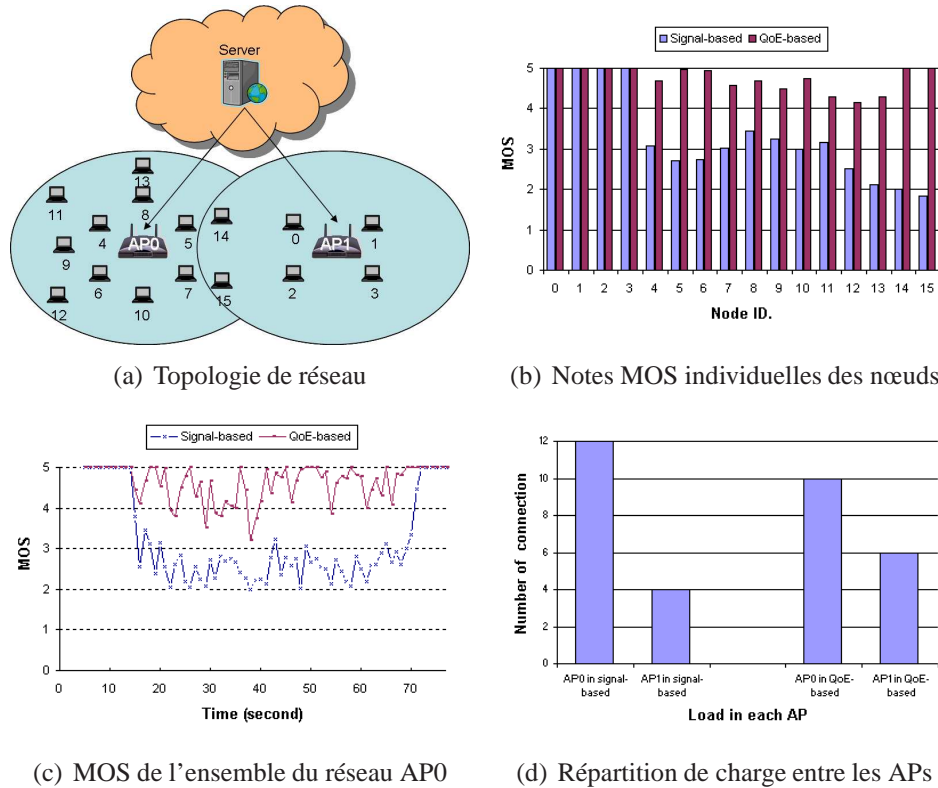 Server
13
11
8
4
AP0
5
14
0
AP1
1
9
6
7
2
3
12
10
15
(a) Topologie de réseau
Signal-based QoE-based
5
4
3
2
1
0
MOS
0 1 2 3 4 5 6 7 8 9 10 11 12 13 14 15
Node ID.
(b) Notes MOS individuelles des nœuds
Signal-based QoE-based
5
4
3
2
1
0
MOS
0 10 20 30 40 50 60 70
Time (second)
(c) MOS de l'ensemble du réseau AP0
12
10
8
6
4
2
0
Number of connection
AP0 in signal-based
AP1 in signal-based
AP0 in QoE-based
AP1 in QoE-based
Load in each AP
(d) Répartition de charge entre les APs